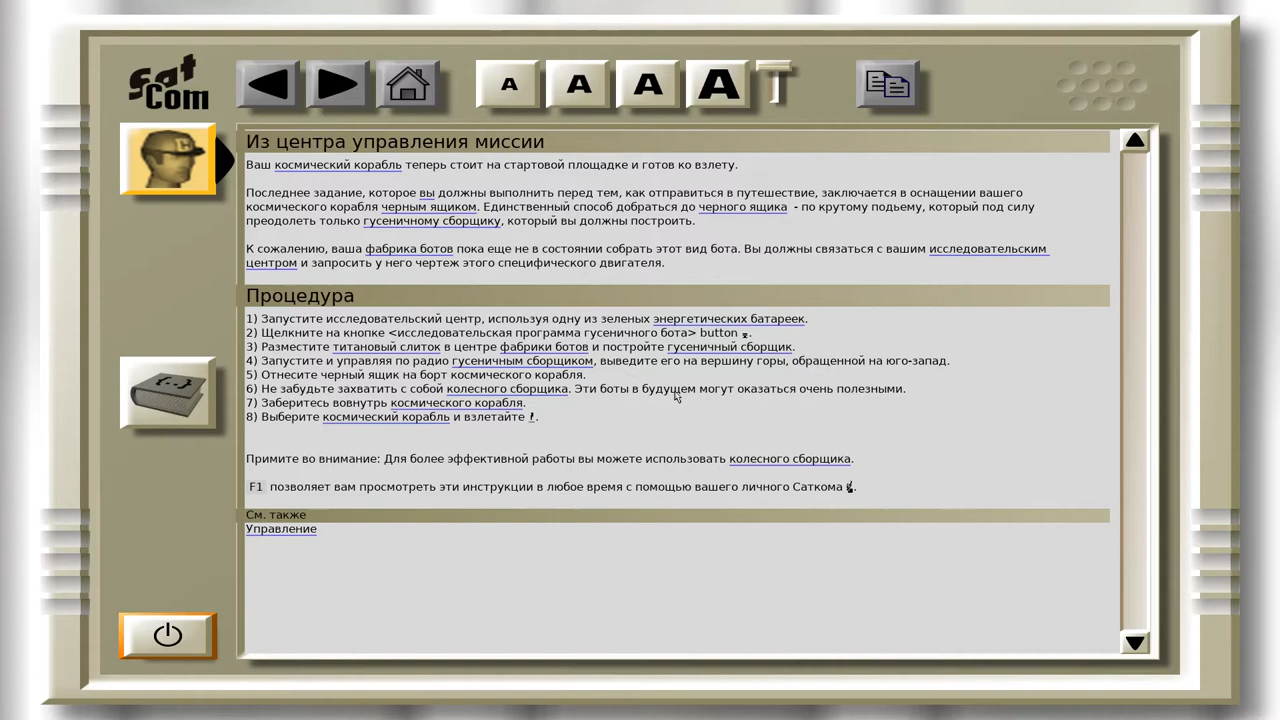 Sat
Com
A A A A
Из центра управления миссии
Ваш космический корабль теперь стоит на стартовой площадке и готов ко взлету.
Последнее задание, которое вы должны выполнить перед тем, как отправиться в путешествие, заключается в оснащении вашего
космического корабля черным ящиком. Единственный способ добраться до черного ящика - по крутому подьему, который под силу
преодолеть только гусеничному сборщику, который вы должны построить.
К сожалению, ваша фабрика ботов пока еще не в состоянии собрать этот вид бота. Вы должны связаться с вашим исследовательским
центром и запросить у него чертеж этого специфического двигателя.
Процедура
1) Запустите исследовательский центр, используя одну из зеленых энергетических батареек.
2) Щелкните на кнопке <исследовательская программа гусеничного бота> button .
3) Разместите титановый слиток в центре фабрики ботов и постройте гусеничный сборщик.
4) Запустите и управляя по радио гусеничным сборщиком, выведите его на вершину горы, обращенной на юго-запад.
5) Отнесите черный ящик на борт космического корабля.
6) Не забудьте захватить с собой колесного сборщика. Эти боты в будущем могут оказаться очень полезными.
7) Заберитесь вовнутрь космического корабля.
8) Выберите космический корабль и взлетайте .
Примите во внимание: Для более эффективной работы вы можете использовать колесного сборщика.
F1 позволяет вам просмотреть эти инструкции в любое время с помощью вашего личного Саткома .
См. также
Управление